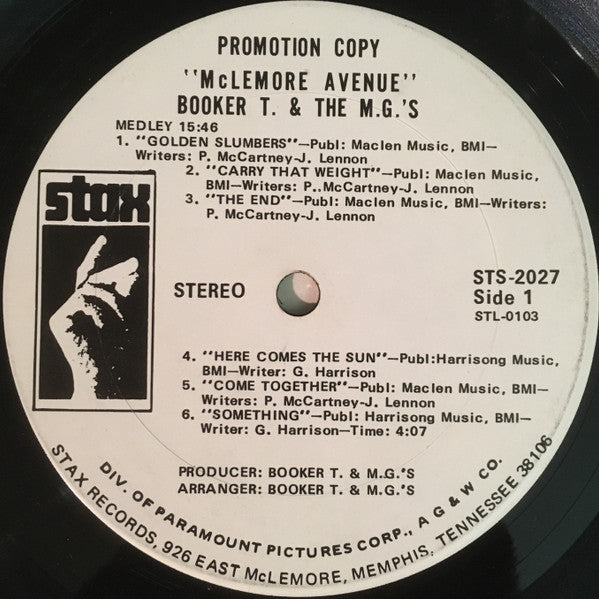 PROMOTION COPY
"McLEMORE AVENUE"
BOOKER T. & THE M.G.'S
MEDLEY 15:46
1. "GOLDEN SLUMBERS"—Publ: Maclen Music, BMI—
Writers: P. McCartney-J. Lennon
2. "CARRY THAT WEIGHT"—Publ: Maclen Music,
BMI—Writers: P..McCartney-J. Lennon
3. "THE END"—Publ: Maclen Music, BMI—Writers:
P. McCartney-J. Lennon
stax
STEREO
STS-2027
Side 1
STL-0103
4. "HERE COMES THE SUN"—Publ:Harrisong Music,
BMI—Writer: G. Harrison
5. "COME TOGETHER"—Publ: Maclen Music, BMI—
Writers: P. McCartney-J. Lennon
6. "SOMETHING"—Publ: Harrisong Music, BMI—
Writer: G. Harrison—Time: 4:07
PRODUCER: BOOKER T. & M.G.'S
ARRANGER: BOOKER T. & M.G.'S
DIV. OF PARAMOUNT PICTURES CORP., A G & W CO.
STAX RECORDS, 926 EAST McLEMORE, MEMPHIS, TENNESSEE 38106